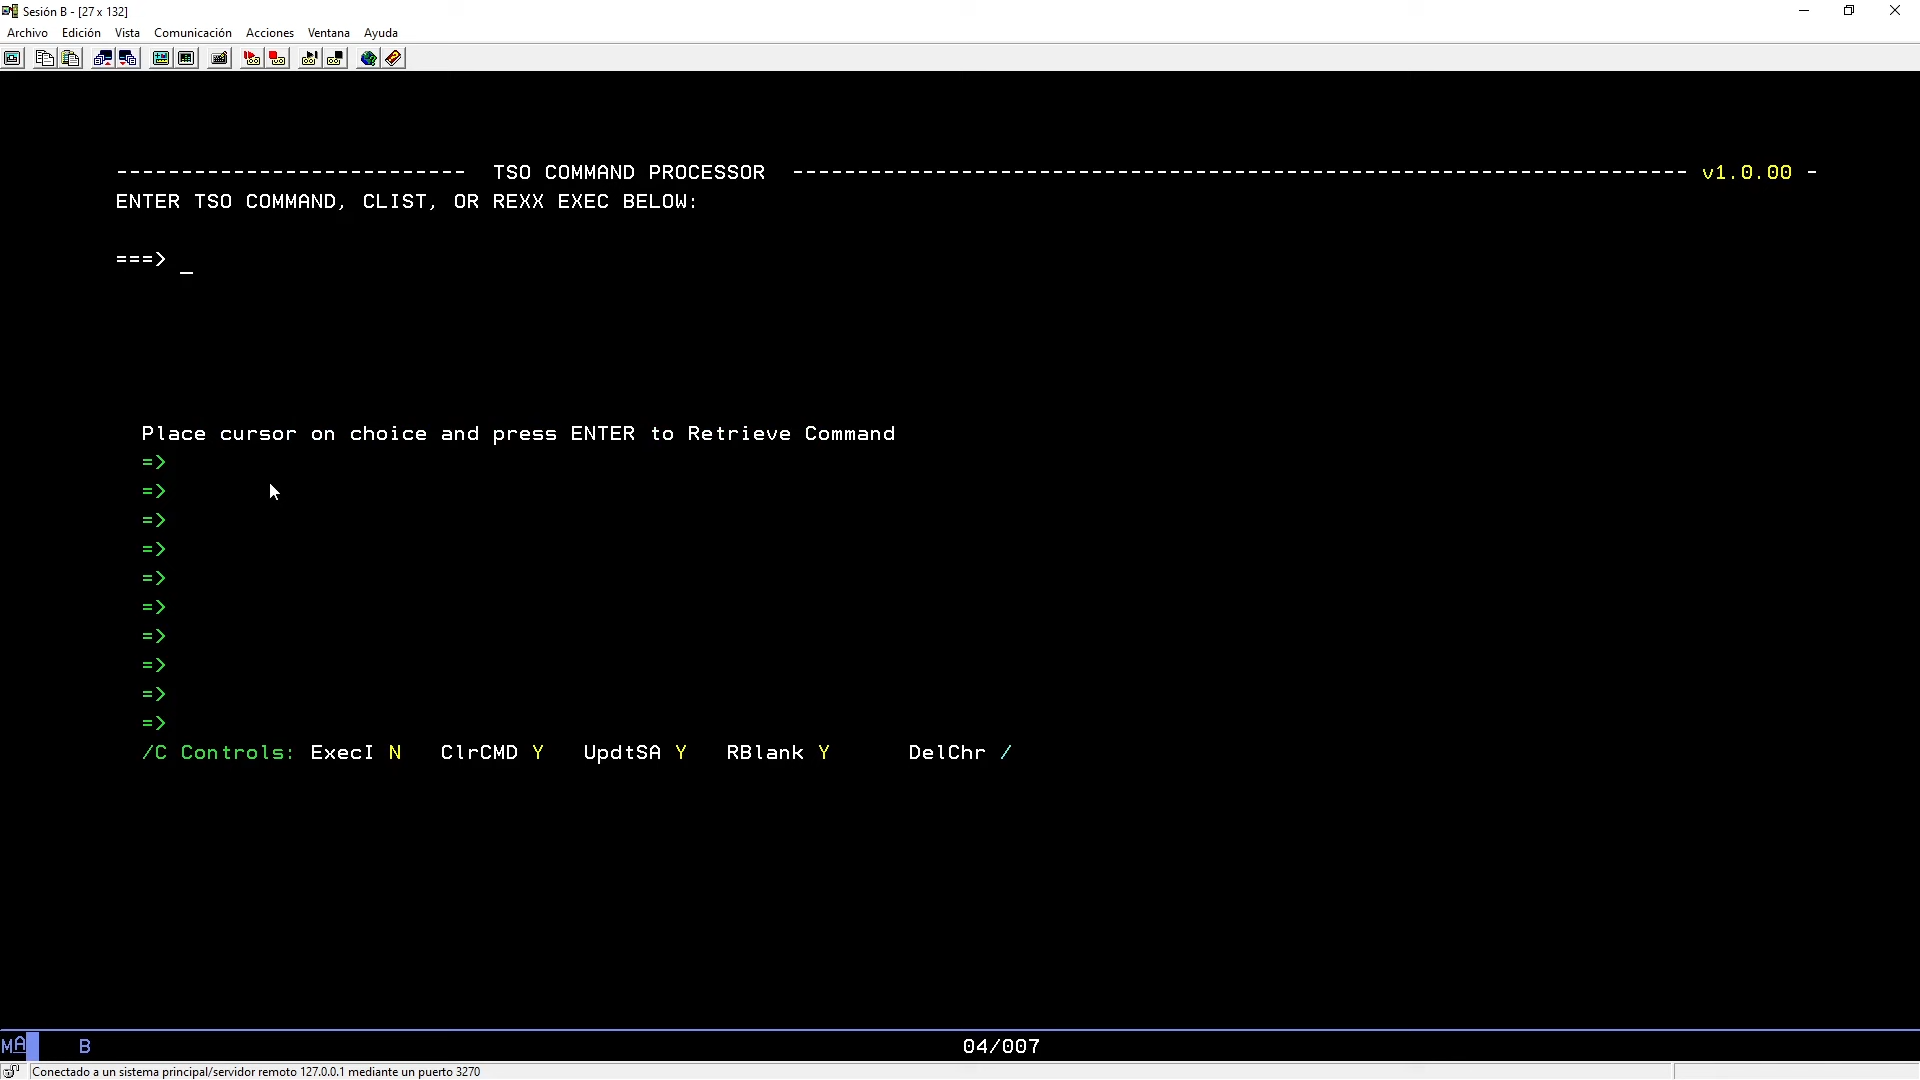 Sesión B - [27 x 132]
Archivo Edición Vista Comunicación Acciones Ventana Ayuda
--------------------------- TSO COMMAND PROCESSOR --------------------------------------------------------------------- v1.0.00 -
ENTER TSO COMMAND, CLIST, OR REXX EXEC BELOW:
===> _
Place cursor on choice and press ENTER to Retrieve Command
=>
=>
=>
=>
=>
=>
=>
=>
=>
=>
/C Controls: ExecI N ClrCMD Y UpdtSA Y RBlank Y DelChr /
MA B 04/007
Conectado a un sistema principal/servidor remoto 127.0.0.1 mediante un puerto 3270